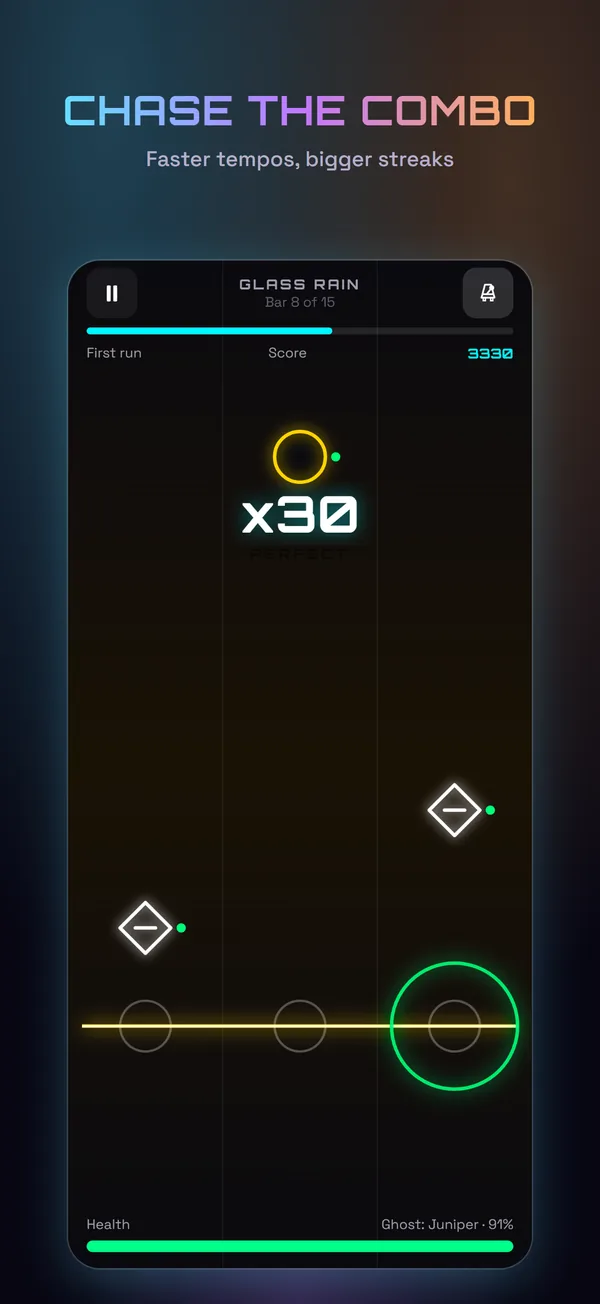 CHASE THE COMBO
Faster tempos, bigger streaks
GLASS RAIN
Bar 8 of 15
First run
Score
3330
x30
PERFECT
Health
Ghost: Juniper · 91%